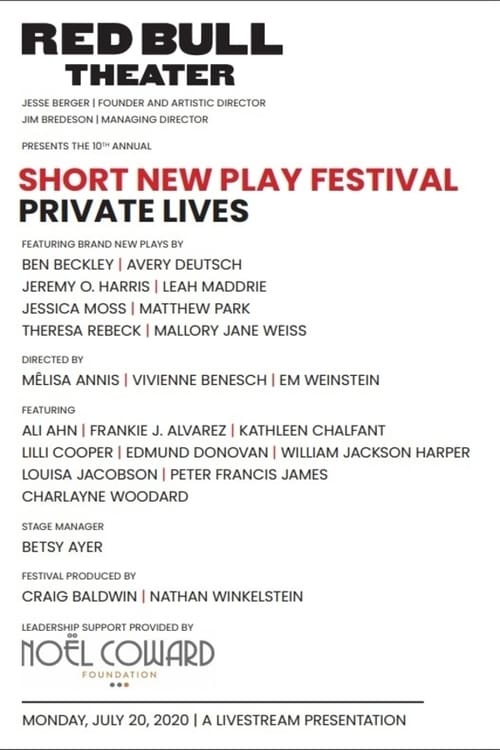 RED BULL
THEATER
JESSE BERGER | FOUNDER AND ARTISTIC DIRECTOR
JIM BREDESON | MANAGING DIRECTOR
PRESENTS THE 10TH ANNUAL
SHORT NEW PLAY FESTIVAL
PRIVATE LIVES
FEATURING BRAND NEW PLAYS BY
BEN BECKLEY | AVERY DEUTSCH
JEREMY O. HARRIS | LEAH MADDRIE
JESSICA MOSS | MATTHEW PARK
THERESA REBECK | MALLORY JANE WEISS
DIRECTED BY
MÊLISA ANNIS | VIVIENNE BENESCH | EM WEINSTEIN
FEATURING
ALI AHN | FRANKIE J. ALVAREZ | KATHLEEN CHALFANT
LILLI COOPER | EDMUND DONOVAN | WILLIAM JACKSON HARPER
LOUISA JACOBSON | PETER FRANCIS JAMES
CHARLAYNE WOODARD
STAGE MANAGER
BETSY AYER
FESTIVAL PRODUCED BY
CRAIG BALDWIN | NATHAN WINKELSTEIN
LEADERSHIP SUPPORT PROVIDED BY
NOËL COWARD
FOUNDATION
MONDAY, JULY 20, 2020 | A LIVESTREAM PRESENTATION